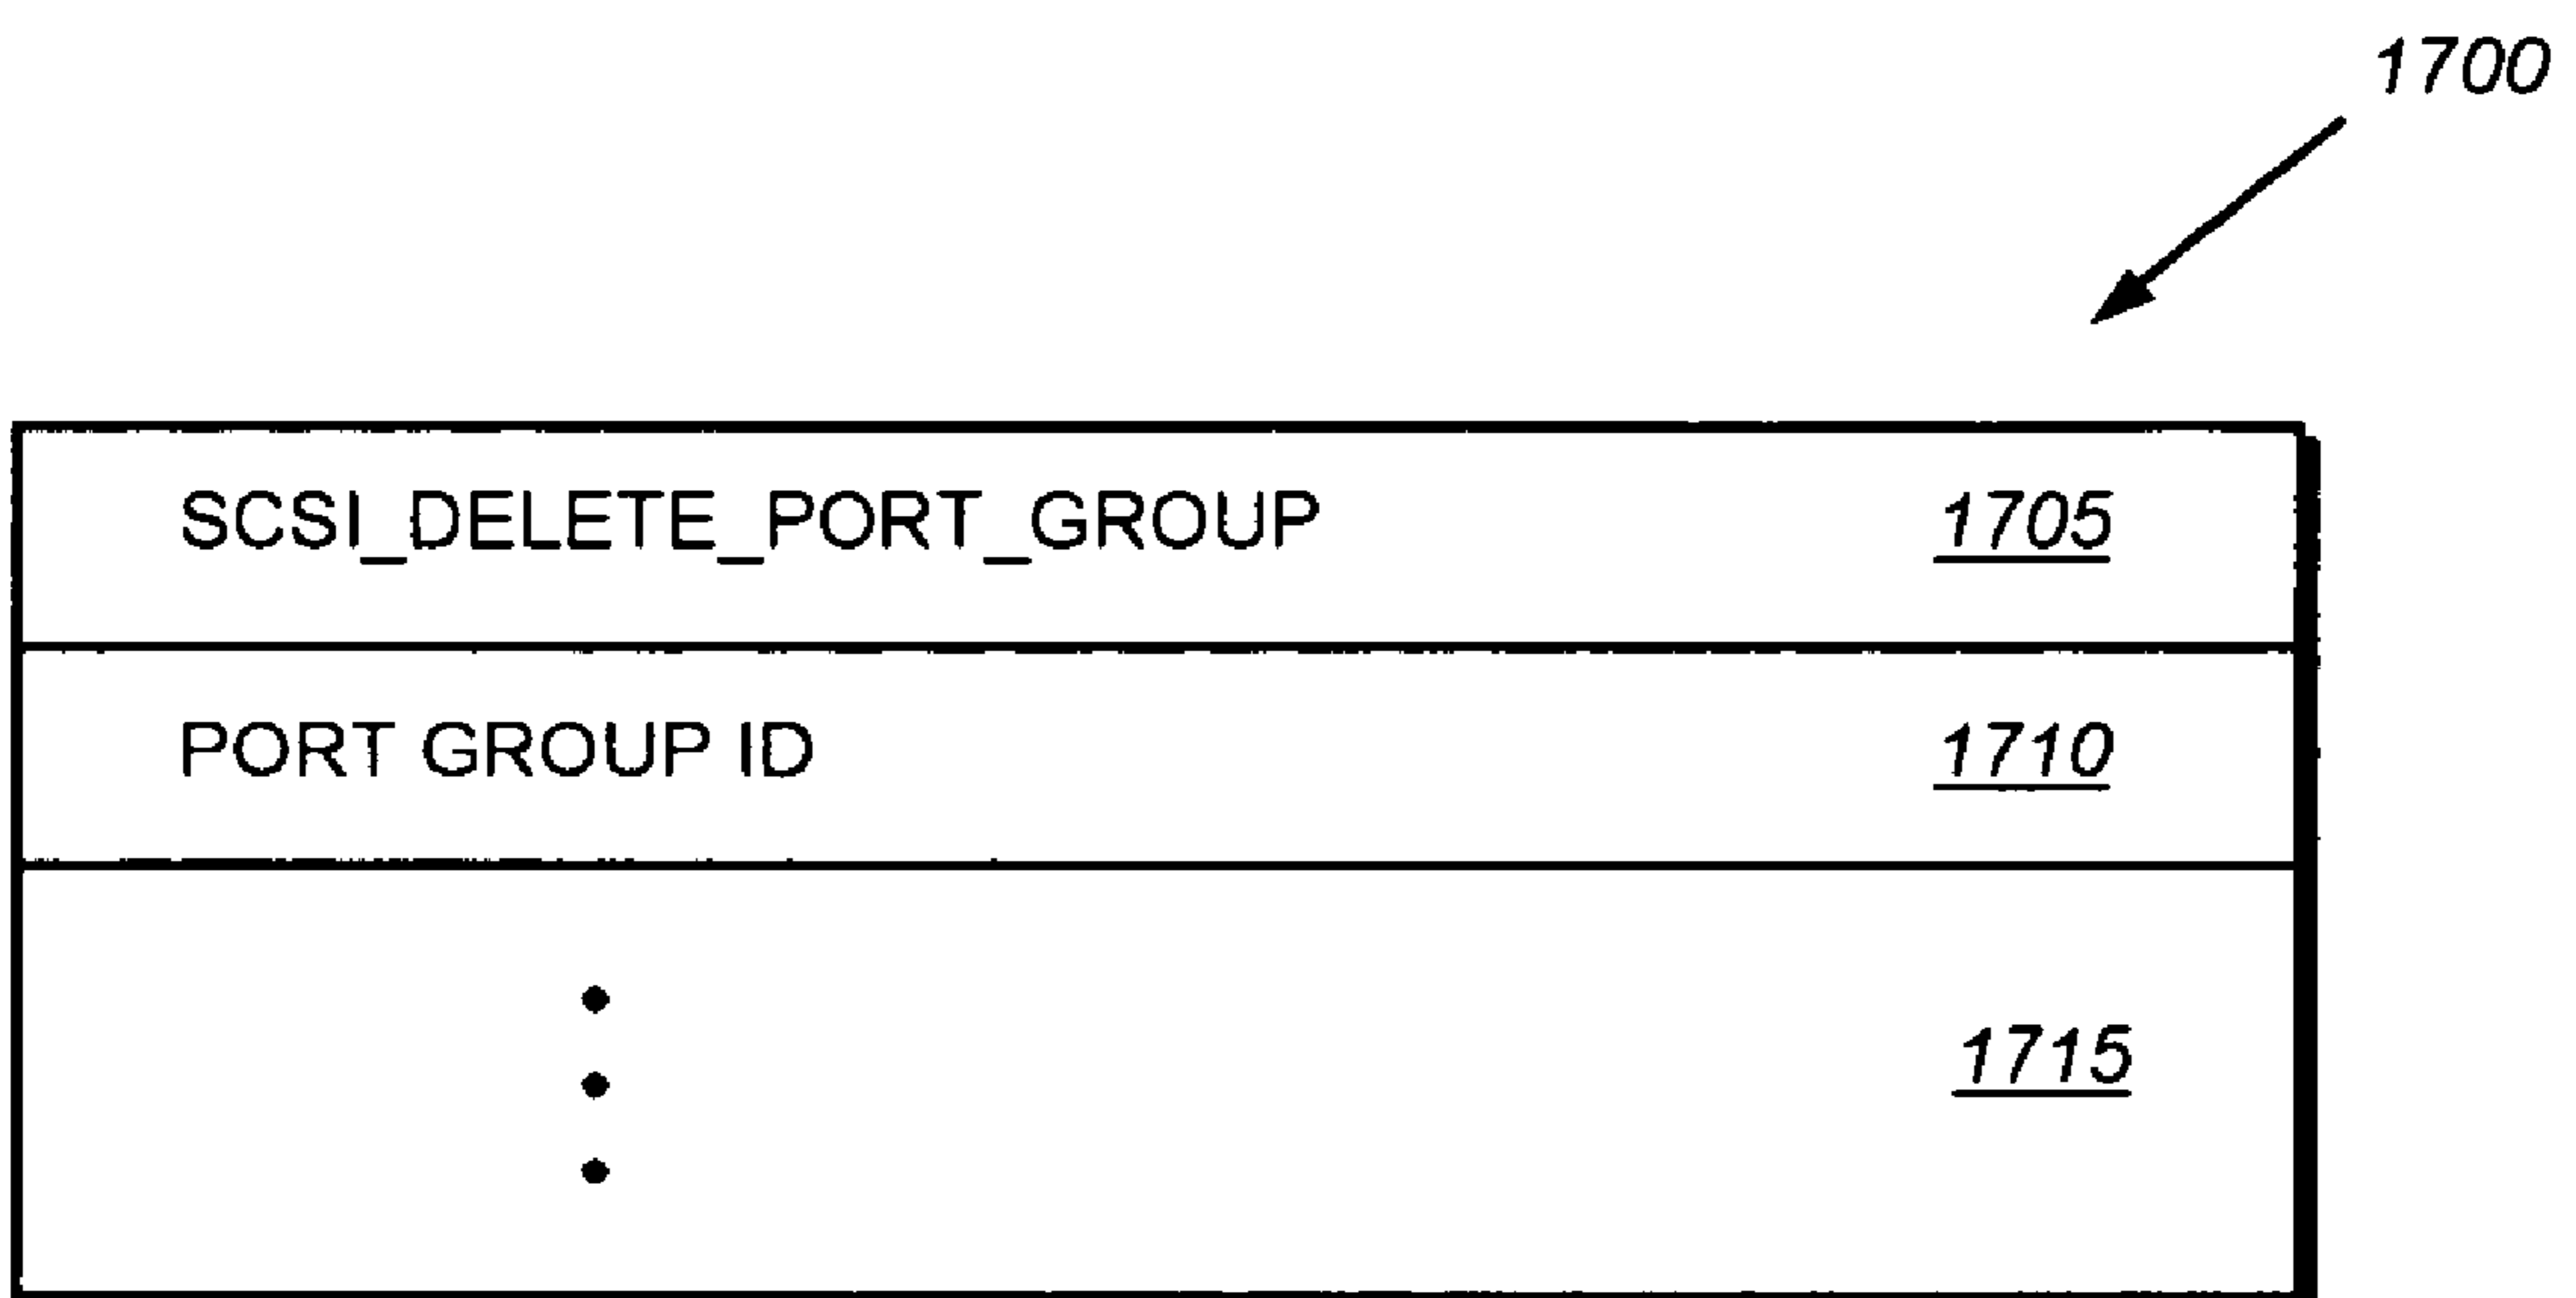 1700
SCSI_DELETE_PORT_GROUP 1705
PORT GROUP ID 1710
1715